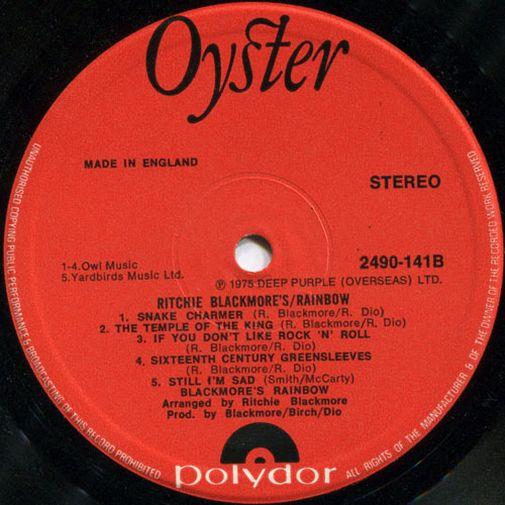 Oyster
MADE IN ENGLAND
STEREO
1-4.Owl Music
5.Yardbirds Music Ltd.
2490-141B
℗ 1975 DEEP PURPLE (OVERSEAS) LTD.
RITCHIE BLACKMORE'S/RAINBOW
1. SNAKE CHARMER (R. Blackmore/R. Dio)
2. THE TEMPLE OF THE KING (R. Blackmore/R. Dio)
3. IF YOU DON'T LIKE ROCK 'N' ROLL
(R. Blackmore/R. Dio)
4. SIXTEENTH CENTURY GREENSLEEVES
(R. Blackmore/R. Dio)
5. STILL I'M SAD (Smith/McCarty)
BLACKMORE'S RAINBOW
Arranged by Ritchie Blackmore
Prod. by Blackmore/Birch/Dio
polydor
UNAUTHORISED COPYING PUBLIC PERFORMANCE & BROADCASTING OF THIS RECORD PROHIBITED
ALL RIGHTS OF THE MANUFACTURER & OF THE OWNER OF THE RECORDED WORK RESERVED